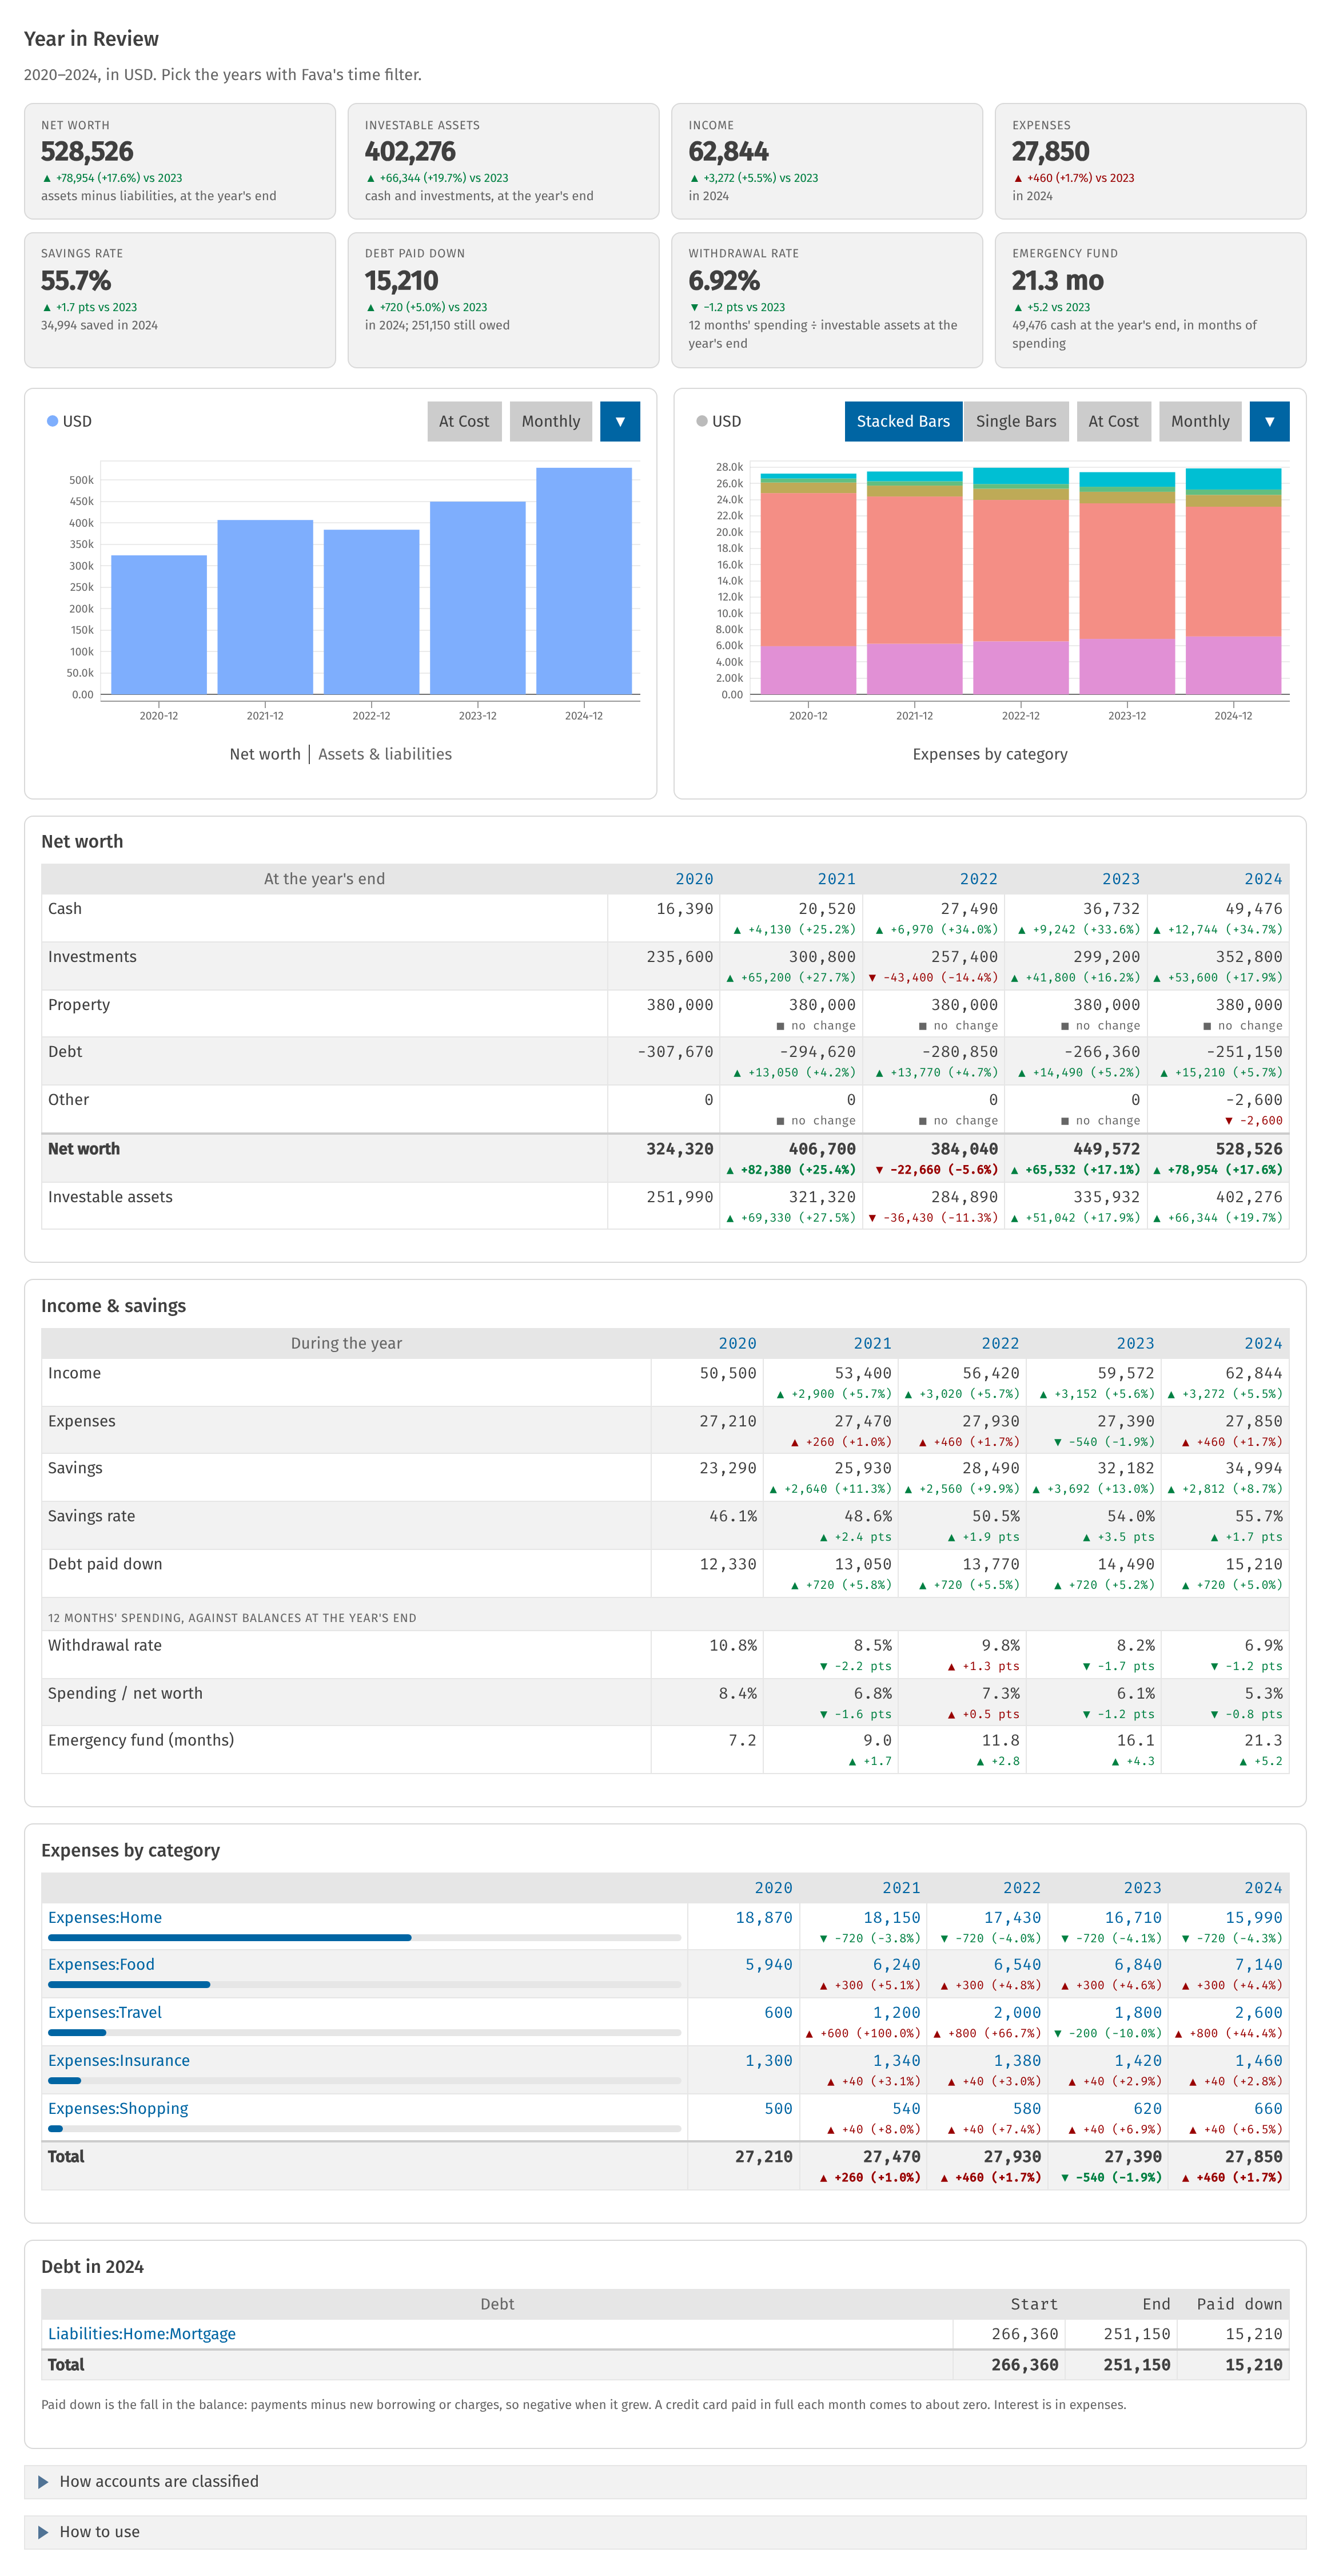 Year in Review
2020–2024, in USD. Pick the years with Fava's time filter.
NET WORTH
528,526
▲ +78,954 (+17.6%) vs 2023
assets minus liabilities, at the year's end
INVESTABLE ASSETS
402,276
▲ +66,344 (+19.7%) vs 2023
cash and investments, at the year's end
INCOME
62,844
▲ +3,272 (+5.5%) vs 2023
in 2024
EXPENSES
27,850
▲ +460 (+1.7%) vs 2023
in 2024
SAVINGS RATE
55.7%
▲ +1.7 pts vs 2023
34,994 saved in 2024
DEBT PAID DOWN
15,210
▲ +720 (+5.0%) vs 2023
in 2024; 251,150 still owed
WITHDRAWAL RATE
6.92%
▼ −1.2 pts vs 2023
12 months' spending ÷ investable assets at the
year's end
EMERGENCY FUND
21.3 mo
▲ +5.2 vs 2023
49,476 cash at the year's end, in months of
spending
USD At Cost Monthly ▼
500k
450k
400k
350k
300k
250k
200k
150k
100k
50.0k
0.00
2020-12 2021-12 2022-12 2023-12 2024-12
Net worth | Assets & liabilities
USD Stacked Bars Single Bars At Cost Monthly ▼
28.0k
26.0k
24.0k
22.0k
20.0k
18.0k
16.0k
14.0k
12.0k
10.0k
8.00k
6.00k
4.00k
2.00k
0.00
2020-12 2021-12 2022-12 2023-12 2024-12
Expenses by category
Net worth
At the year's end 2020 2021 2022 2023 2024
Cash 16,390 20,520 27,490 36,732 49,476
▲ +4,130 (+25.2%) ▲ +6,970 (+34.0%) ▲ +9,242 (+33.6%) ▲ +12,744 (+34.7%)
Investments 235,600 300,800 257,400 299,200 352,800
▲ +65,200 (+27.7%) ▼ -43,400 (-14.4%) ▲ +41,800 (+16.2%) ▲ +53,600 (+17.9%)
Property 380,000 380,000 380,000 380,000 380,000
■ no change ■ no change ■ no change ■ no change
Debt -307,670 -294,620 -280,850 -266,360 -251,150
▲ +13,050 (+4.2%) ▲ +13,770 (+4.7%) ▲ +14,490 (+5.2%) ▲ +15,210 (+5.7%)
Other 0 0 0 0 -2,600
■ no change ■ no change ■ no change ▼ -2,600
Net worth 324,320 406,700 384,040 449,572 528,526
▲ +82,380 (+25.4%) ▼ -22,660 (-5.6%) ▲ +65,532 (+17.1%) ▲ +78,954 (+17.6%)
Investable assets 251,990 321,320 284,890 335,932 402,276
▲ +69,330 (+27.5%) ▼ -36,430 (-11.3%) ▲ +51,042 (+17.9%) ▲ +66,344 (+19.7%)
Income & savings
During the year 2020 2021 2022 2023 2024
Income 50,500 53,400 56,420 59,572 62,844
▲ +2,900 (+5.7%) ▲ +3,020 (+5.7%) ▲ +3,152 (+5.6%) ▲ +3,272 (+5.5%)
Expenses 27,210 27,470 27,930 27,390 27,850
▲ +260 (+1.0%) ▲ +460 (+1.7%) ▼ -540 (-1.9%) ▲ +460 (+1.7%)
Savings 23,290 25,930 28,490 32,182 34,994
▲ +2,640 (+11.3%) ▲ +2,560 (+9.9%) ▲ +3,692 (+13.0%) ▲ +2,812 (+8.7%)
Savings rate 46.1% 48.6% 50.5% 54.0% 55.7%
▲ +2.4 pts ▲ +1.9 pts ▲ +3.5 pts ▲ +1.7 pts
Debt paid down 12,330 13,050 13,770 14,490 15,210
▲ +720 (+5.8%) ▲ +720 (+5.5%) ▲ +720 (+5.2%) ▲ +720 (+5.0%)
12 MONTHS' SPENDING, AGAINST BALANCES AT THE YEAR'S END
Withdrawal rate 10.8% 8.5% 9.8% 8.2% 6.9%
▼ -2.2 pts ▲ +1.3 pts ▼ -1.7 pts ▼ -1.2 pts
Spending / net worth 8.4% 6.8% 7.3% 6.1% 5.3%
▼ -1.6 pts ▲ +0.5 pts ▼ -1.2 pts ▼ -0.8 pts
Emergency fund (months) 7.2 9.0 11.8 16.1 21.3
▲ +1.7 ▲ +2.8 ▲ +4.3 ▲ +5.2
Expenses by category
2020 2021 2022 2023 2024
Expenses:Home 18,870 18,150 17,430 16,710 15,990
▼ -720 (-3.8%) ▼ -720 (-4.0%) ▼ -720 (-4.1%) ▼ -720 (-4.3%)
Expenses:Food 5,940 6,240 6,540 6,840 7,140
▲ +300 (+5.1%) ▲ +300 (+4.8%) ▲ +300 (+4.6%) ▲ +300 (+4.4%)
Expenses:Travel 600 1,200 2,000 1,800 2,600
▲ +600 (+100.0%) ▲ +800 (+66.7%) ▼ -200 (-10.0%) ▲ +800 (+44.4%)
Expenses:Insurance 1,300 1,340 1,380 1,420 1,460
▲ +40 (+3.1%) ▲ +40 (+3.0%) ▲ +40 (+2.9%) ▲ +40 (+2.8%)
Expenses:Shopping 500 540 580 620 660
▲ +40 (+8.0%) ▲ +40 (+7.4%) ▲ +40 (+6.9%) ▲ +40 (+6.5%)
Total 27,210 27,470 27,930 27,390 27,850
▲ +260 (+1.0%) ▲ +460 (+1.7%) ▼ -540 (-1.9%) ▲ +460 (+1.7%)
Debt in 2024
Debt Start End Paid down
Liabilities:Home:Mortgage 266,360 251,150 15,210
Total 266,360 251,150 15,210
Paid down is the fall in the balance: payments minus new borrowing or charges, so negative when it grew. A credit card paid in full each month comes to about zero. Interest is in expenses.
How accounts are classified
How to use